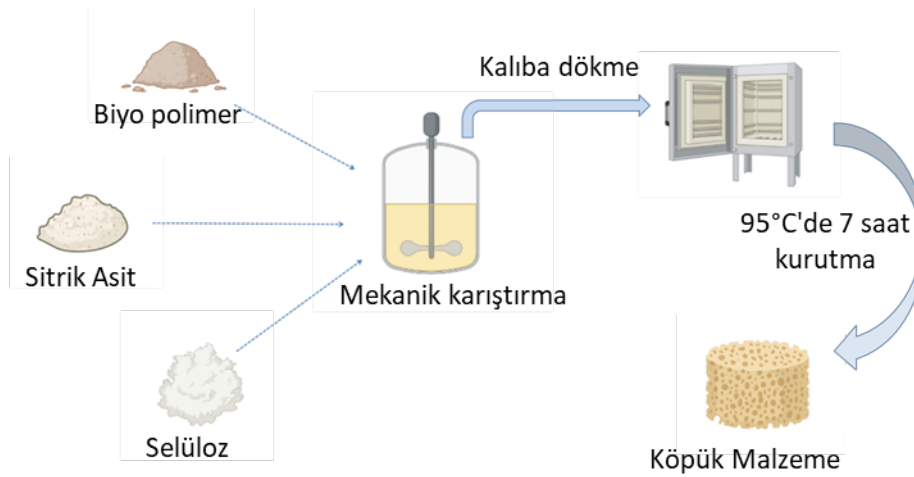 Biyo polimer
Sitrik Asit
Selüloz
Mekanik karıştırma
Kalıba dökme
95°C'de 7 saat
kurutma
Köpük Malzeme